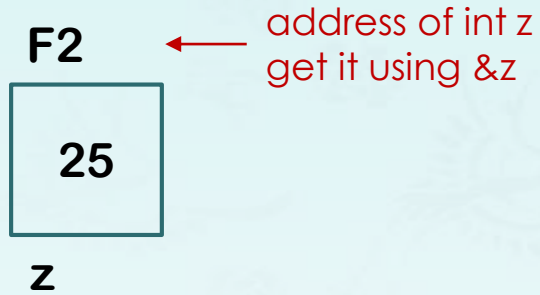 F2
address of int z
get it using &z
25
z